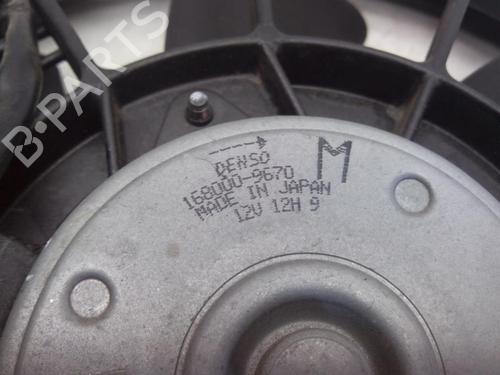 B-PARTS
DENSO
M
168000-9670
MADE IN JAPAN
12V 12H 9